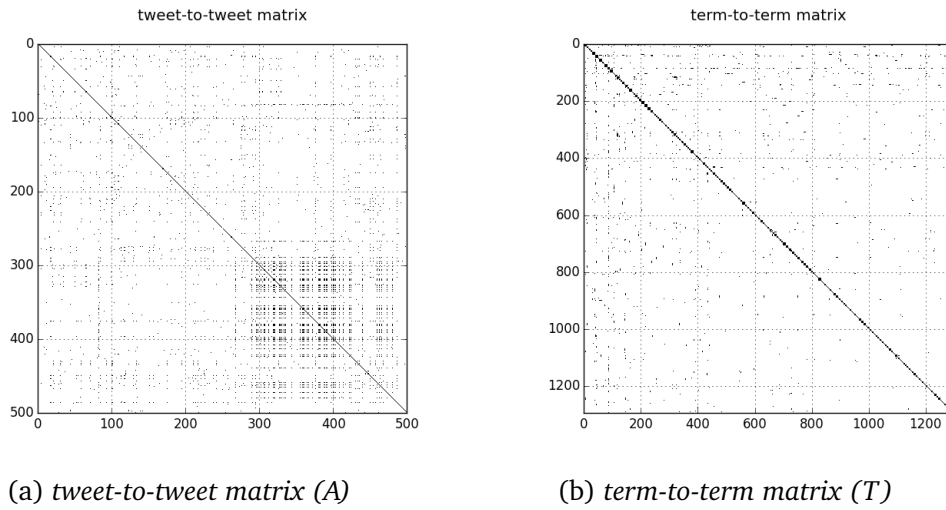 tweet-to-tweet matrix
0
100
200
300
400
500
0 100 200 300 400 500
term-to-term matrix
0
200
400
600
800
1000
1200
0 200 400 600 800 1000 1200
(a) tweet-to-tweet matrix (A)
(b) term-to-term matrix (T)